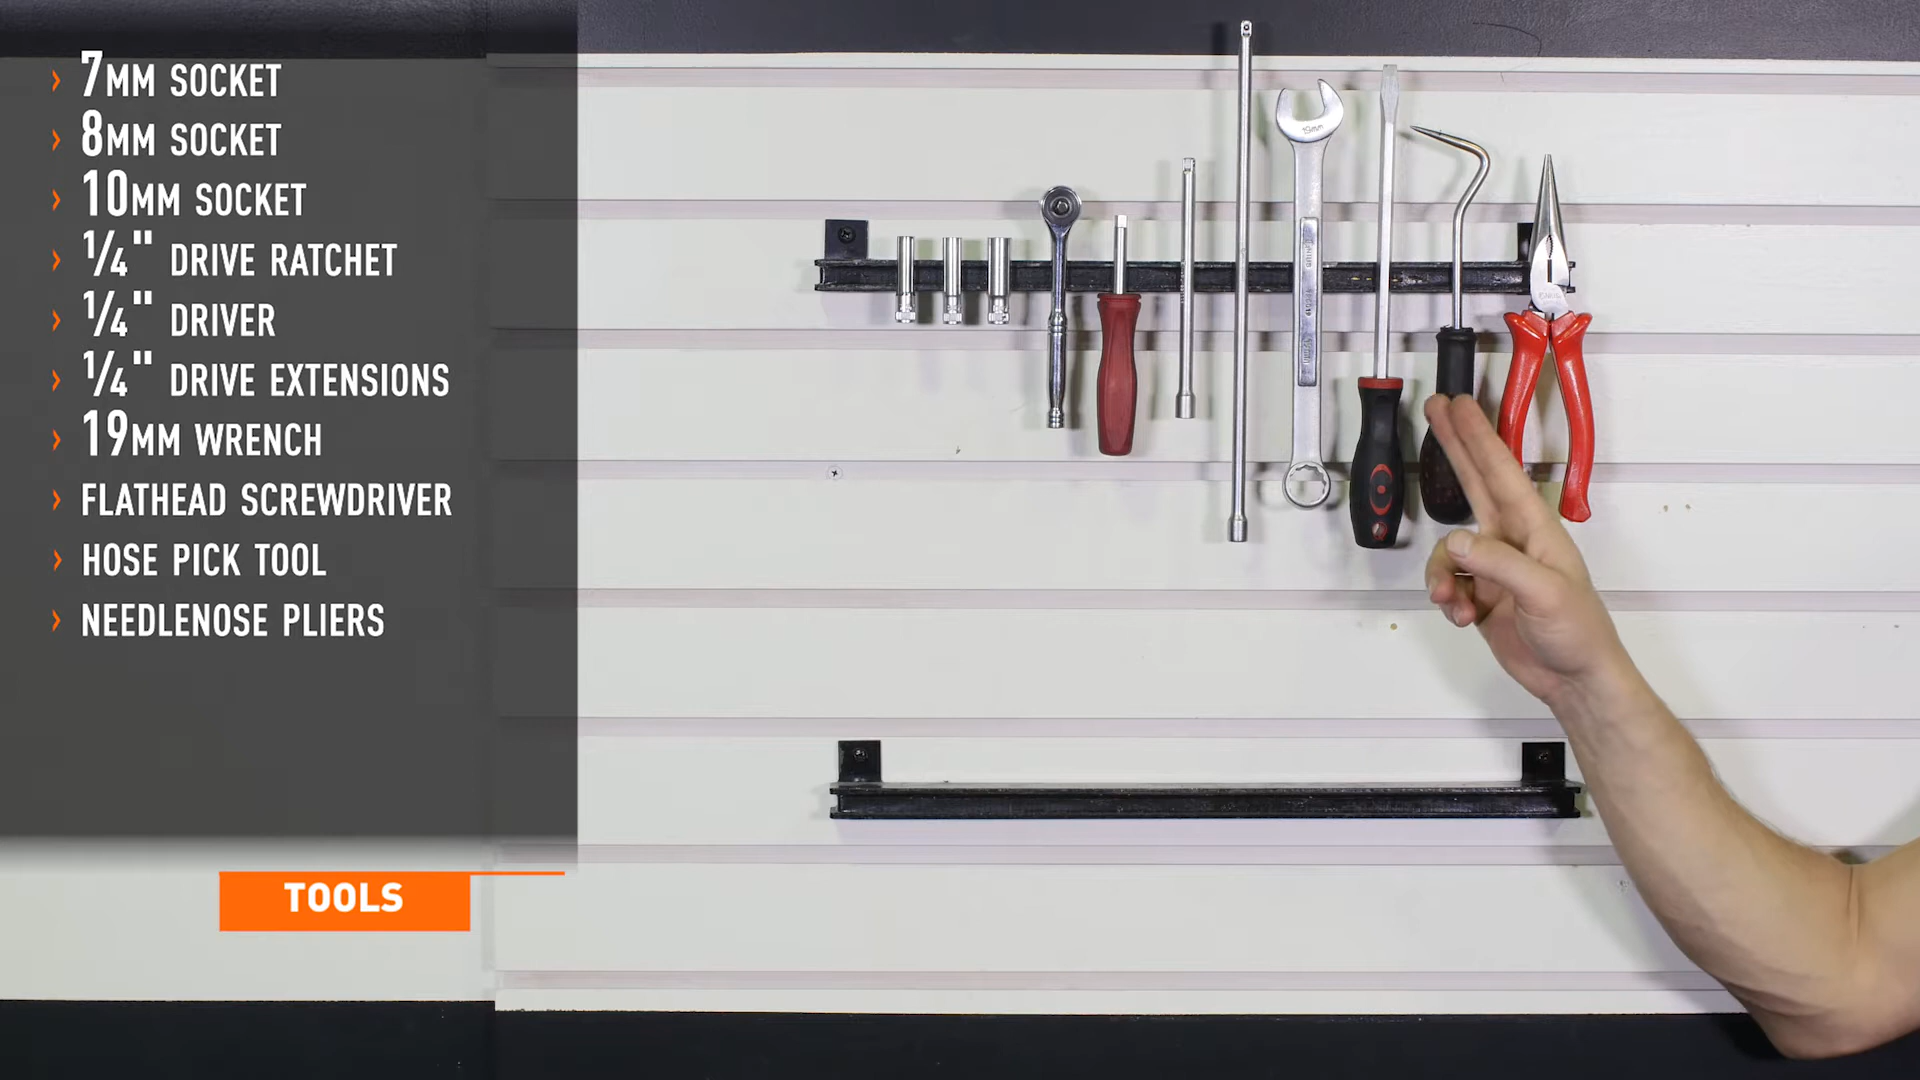 7MM SOCKET
8MM SOCKET
10MM SOCKET
1/4" DRIVE RATCHET
1/4" DRIVER
1/4" DRIVE EXTENSIONS
19MM WRENCH
FLATHEAD SCREWDRIVER
HOSE PICK TOOL
NEEDLENOSE PLIERS
TOOLS
19mm